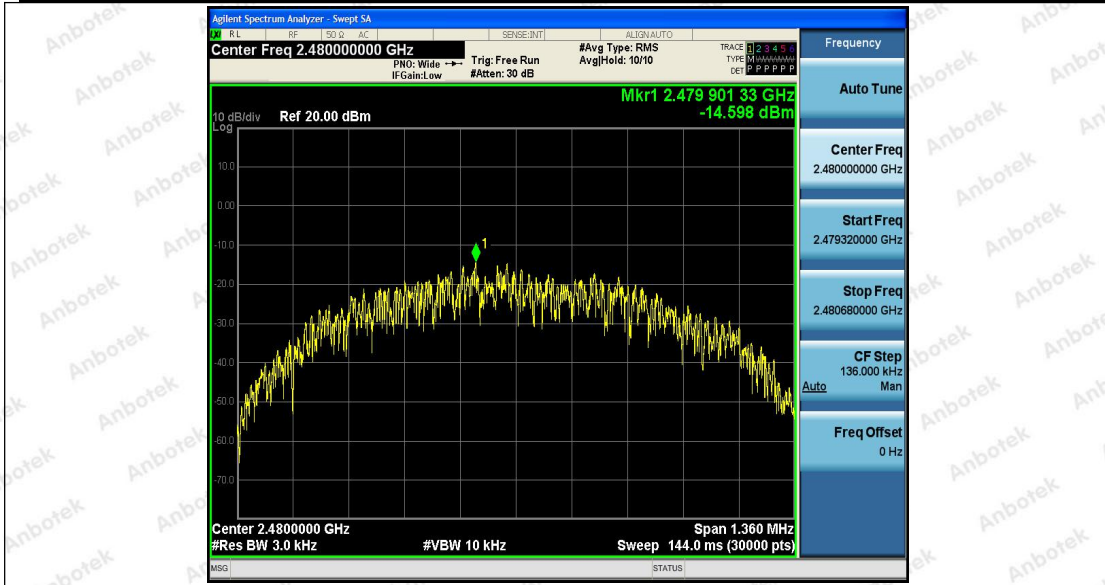 Agilent Spectrum Analyzer - Swept SA
LXI RL RF 50 Ω AC SENSE:INT ALIGNAUTO
Center Freq 2.480000000 GHz
#Avg Type: RMS
Avg|Hold: 10/10
TRACE 1 2 3 4 5 6
TYPE M
DET P P P P P P
PNO: Wide
IFGain:Low
Trig: Free Run
#Atten: 30 dB
Mkr1 2.479 901 33 GHz
-14.598 dBm
10 dB/div Ref 20.00 dBm
Log
10.0
0.00
-10.0
1
-20.0
-30.0
-40.0
-50.0
-60.0
-70.0
Center 2.4800000 GHz Span 1.360 MHz
#Res BW 3.0 kHz #VBW 10 kHz Sweep 144.0 ms (30000 pts)
MSG STATUS
Frequency
Auto Tune
Center Freq
2.480000000 GHz
Start Freq
2.479320000 GHz
Stop Freq
2.480680000 GHz
CF Step
136.000 kHz
Auto Man
Freq Offset
0 Hz
Anbotek